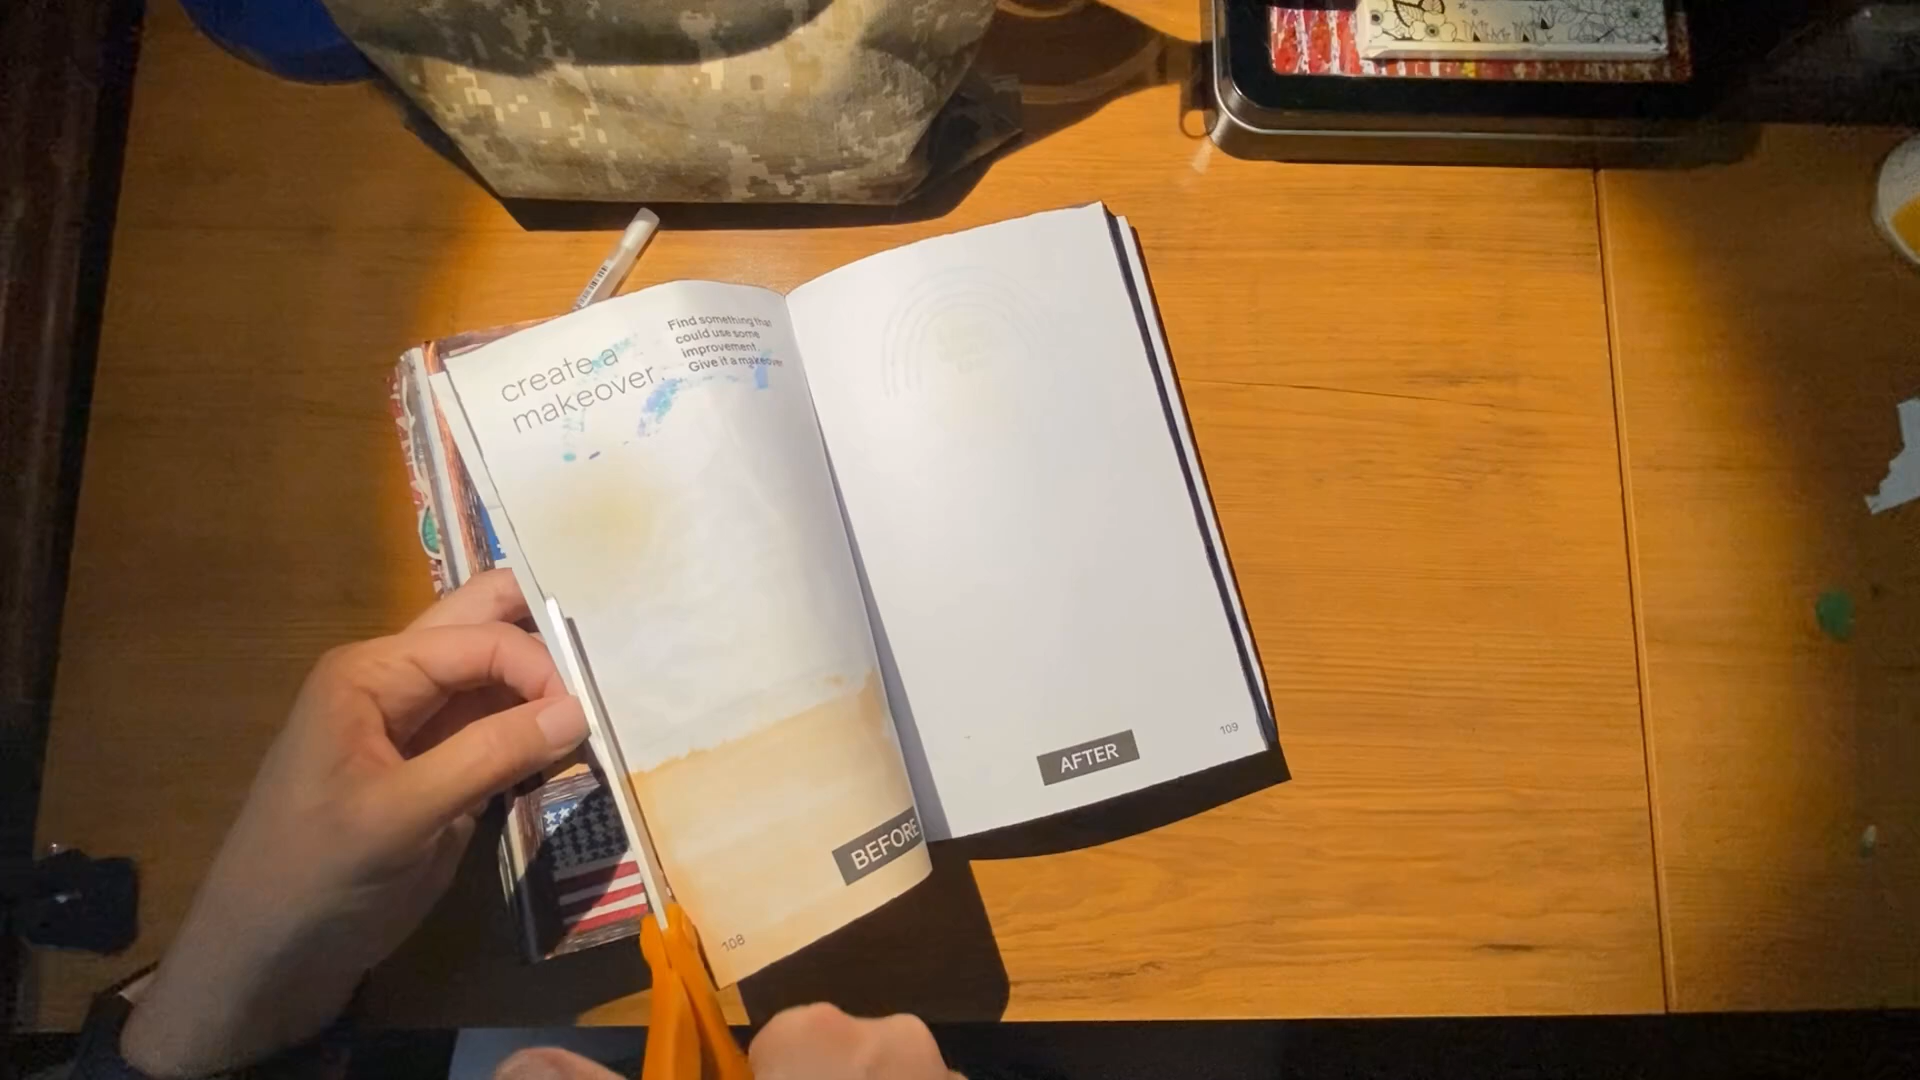 create a
makeover.
Find something that
could use some
improvement.
Give it a makeover.
BEFORE
108
AFTER
109